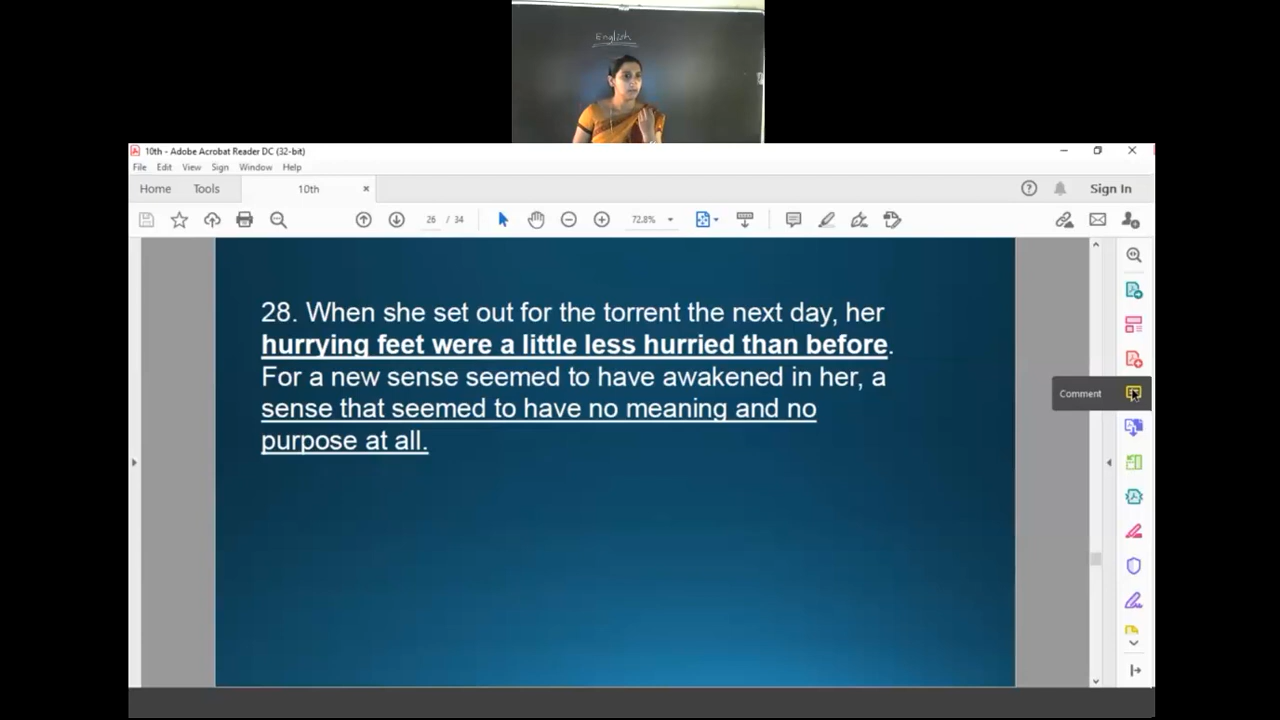 English
10th - Adobe Acrobat Reader DC (32-bit)
File Edit View Sign Window Help
Home Tools 10th × Sign In
26 / 34 72.8%
28. When she set out for the torrent the next day, her
hurrying feet were a little less hurried than before.
For a new sense seemed to have awakened in her, a
sense that seemed to have no meaning and no
purpose at all.
Comment